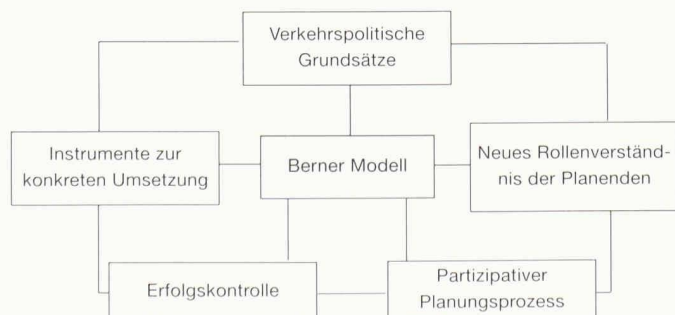 Verkehrspolitische
Grundsätze
Instrumente zur
konkreten Umsetzung
Berner Modell
Neues Rollenverständ-
nis der Planenden
Erfolgskontrolle
Partizipativer
Planungsprozess